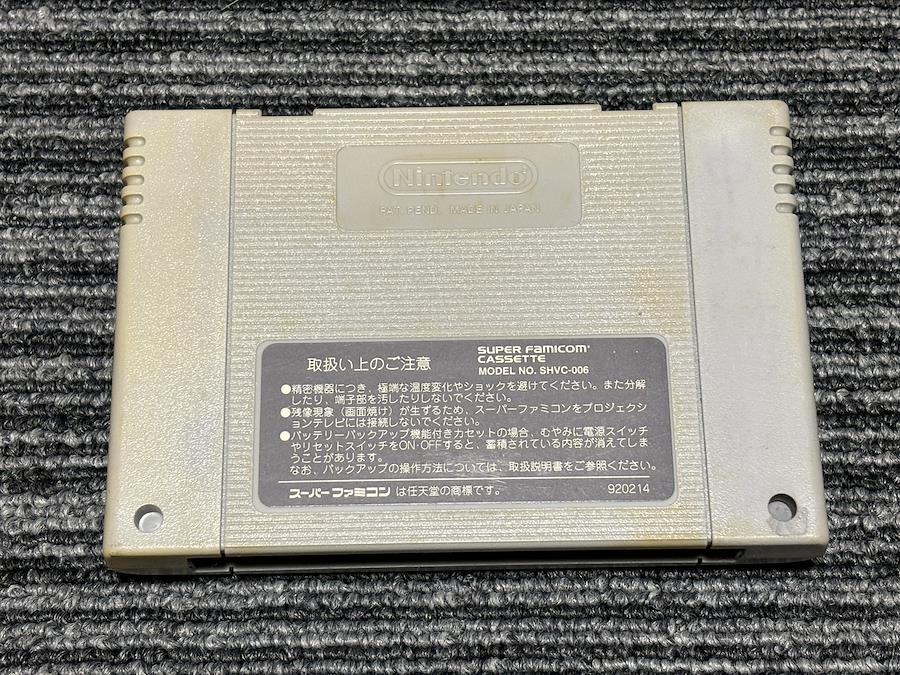 Nintendo®
PAT. PEND. MADE IN JAPAN
取扱い上のご注意
SUPER FAMICOM®
CASSETTE
MODEL NO. SHVC-006
●精密機器につき、極端な温度変化やショックを避けてください。また分解
したり、端子部を汚したりしないでください。
●残像現象（画面焼け）が生ずるため、スーパーファミコンをプロジェクシ
ョンテレビには接続しないでください。
●バッテリーバックアップ機能付きカセットの場合、むやみに電源スイッチ
やリセットスイッチをON·OFFすると、蓄積されている内容が消えてしま
うことがあります。
なお、バックアップの操作方法については、取扱説明書をご参照ください。
スーパーファミコンは任天堂の商標です。
920214